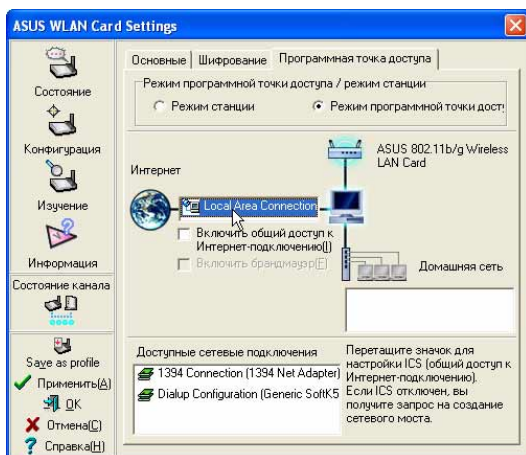 ASUS WLAN Card Settings
Состояние
Конфигурация
Изучение
Информация
Состояние канала
Save as profile
Применить(A)
OK
Отмена(C)
Справка(H)
Основные
Шифрование
Программная точка доступа
Режим программной точки доступа / режим станции
Режим станции
Режим программной точки дост
ASUS 802.11b/g Wireless
LAN Card
Интернет
Local Area Connection
Включить общий доступ к
Интернет-подключению(I)
Включить брандмауэр(F)
Домашняя сеть
Доступные сетевые подключения
1394 Connection (1394 Net Adapter)
Dialup Configuration (Generic SoftK5
Перетащите значок для
настройки ICS (общий доступ к
Интернет-подключению).
Если ICS отключен, вы
получите запрос на создание
сетевого моста.